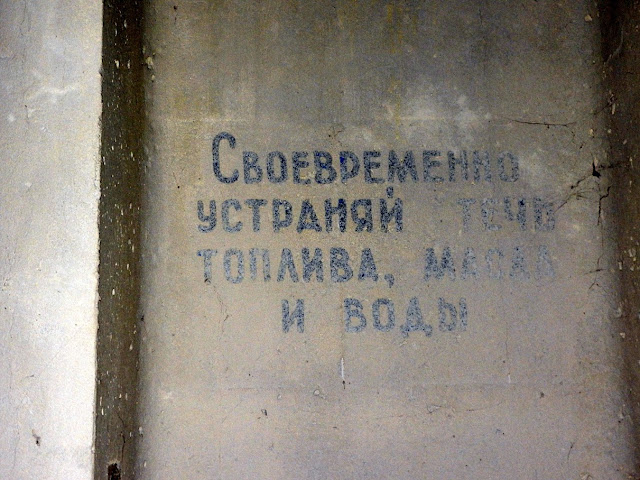 Своевременно
устраняй течь
топлива, масла
и воды